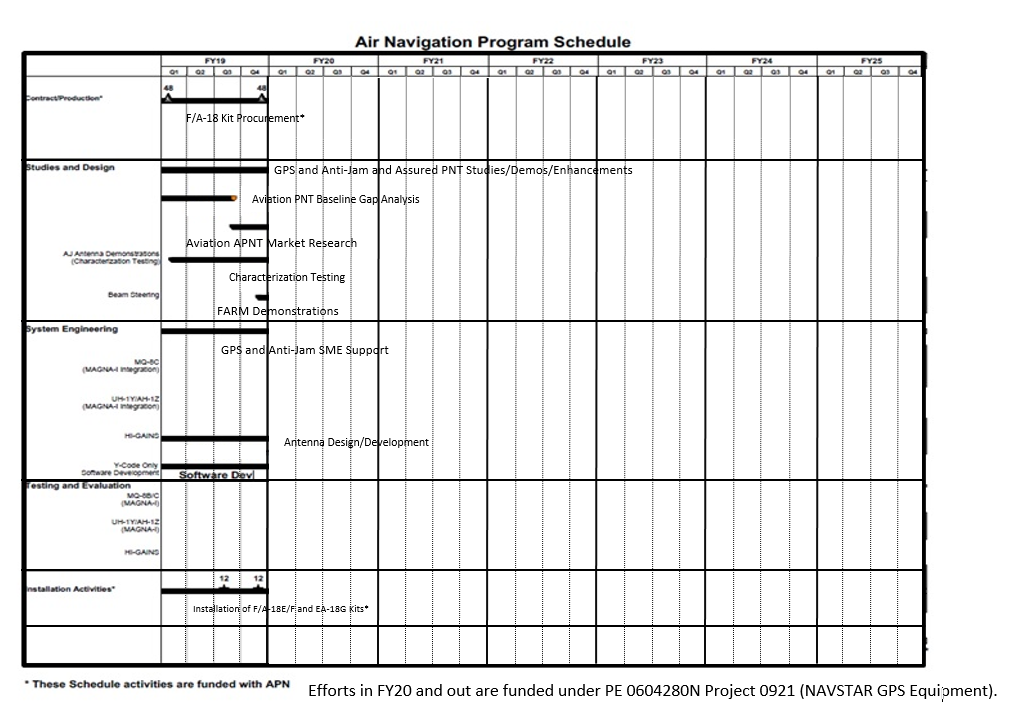 Air Navigation Program Schedule
FY19 FY20 FY21 FY22 FY23 FY24 FY25
Q1 Q2 Q3 Q4 Q1 Q2 Q3 Q4 Q1 Q2 Q3 Q4 Q1 Q2 Q3 Q4 Q1 Q2 Q3 Q4 Q1 Q2 Q3 Q4 Q1 Q2 Q3 Q4
48 48
Contract/Production*
F/A-18 Kit Procurement*
Studies and Design
GPS and Anti-Jam and Assured PNT Studies/Demos/Enhancements
Aviation PNT Baseline Gap Analysis
Aviation APNT Market Research
AJ Antenna Demonstrations
(Characterization Testing)
Characterization Testing
Beam Steering
FARM Demonstrations
System Engineering
GPS and Anti-Jam SME Support
MQ-8C
(MAGNA-I Integration)
UH-1Y/AH-1Z
(MAGNA-I Integration)
HI-GAINS
Antenna Design/Development
Y-Code Only
Software Development
Software Dev
Testing and Evaluation
MQ-8B/C
(MAGNA-I)
UH-1Y/AH-1Z
(MAGNA-I)
HI-GAINS
12 12
Installation Activities*
Installation of F/A-18E/F and EA-18G Kits*
* These Schedule activities are funded with APN
Efforts in FY20 and out are funded under PE 0604280N Project 0921 (NAVSTAR GPS Equipment).